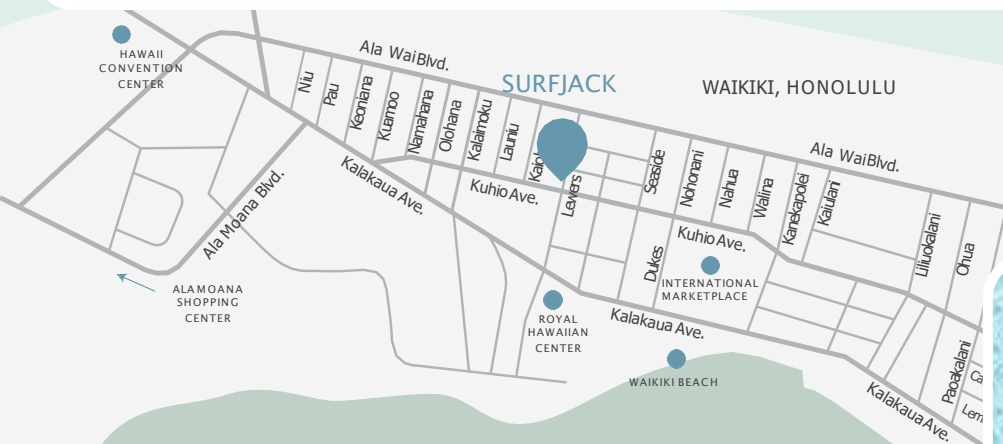 HAWAII
CONVENTION
CENTER
Ala Wai Blvd.
SURFJACK
WAIKIKI, HONOLULU
Niu
Pau
Keoniana
Kuamoo
Namahana
Olohana
Kalaimoku
Launiu
Lewers
Seaside
Nohonani
Nahua
Walina
Kanekapolei
Kaiulani
Ala Wai Blvd.
Liliuokalani
Ohua
Kalakaua Ave.
Kuhio Ave.
Ala Moana Blvd.
Kuhio Ave.
Dukes
INTERNATIONAL
MARKETPLACE
ALAMOANA
SHOPPING
CENTER
ROYAL
HAWAIIAN
CENTER
Kalakaua Ave.
WAIKIKI BEACH
Paoakalani
Kalakaua Ave.